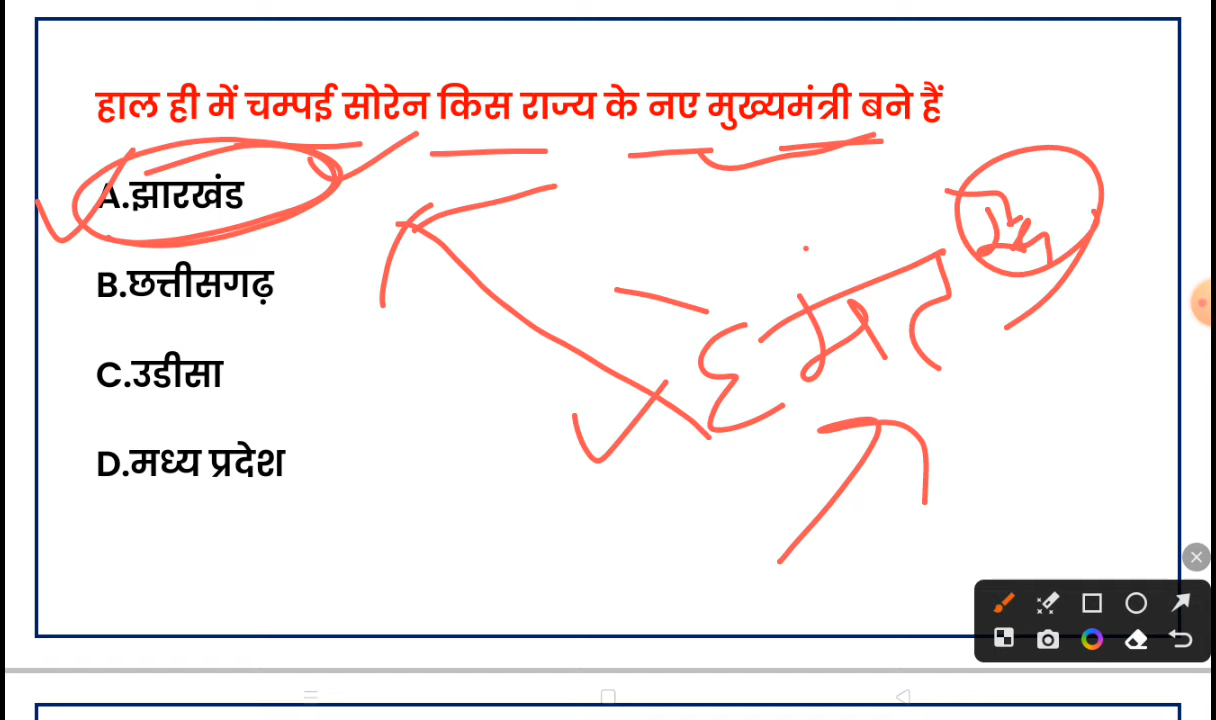 हाल ही में चम्पई सोरेन किस राज्य के नए मुख्यमंत्री बने हैं
A.झारखंड
B.छत्तीसगढ़
C.उडीसा
D.मध्य प्रदेश